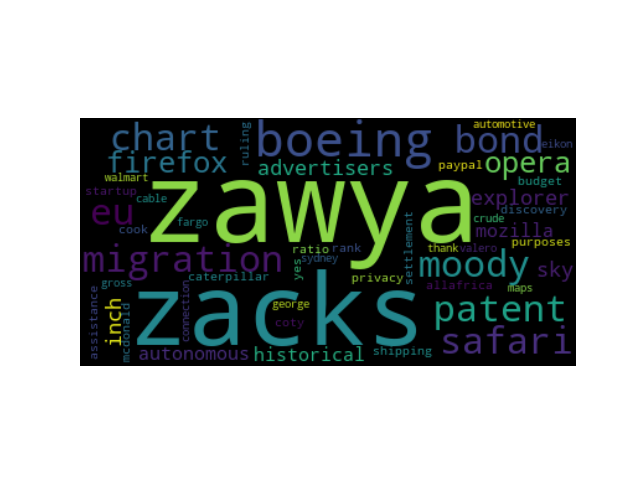 automotive
chart boeing bond eikon
ruling
firefox advertisers paypal opera
walmart zawya budget
startup cable explorer
eu fargo discovery
cook crude mozilla
settlement
migration ratio rank thank valero purposes
yes sydney moody sky
gross caterpillar zacks privacy allafrica maps
assistance inch mcdonald connection george patent
coty safari
autonomous historical shipping